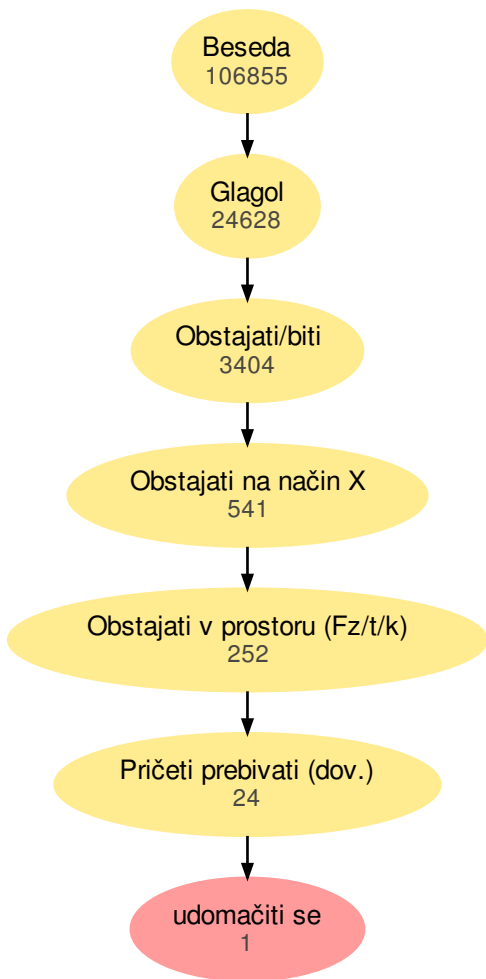 Beseda
106855
Glagol
24628
Obstajati/biti
3404
Obstajati na način X
541
Obstajati v prostoru (Fz/t/k)
252
Pričeti prebivati (dov.)
24
udomačiti se
1